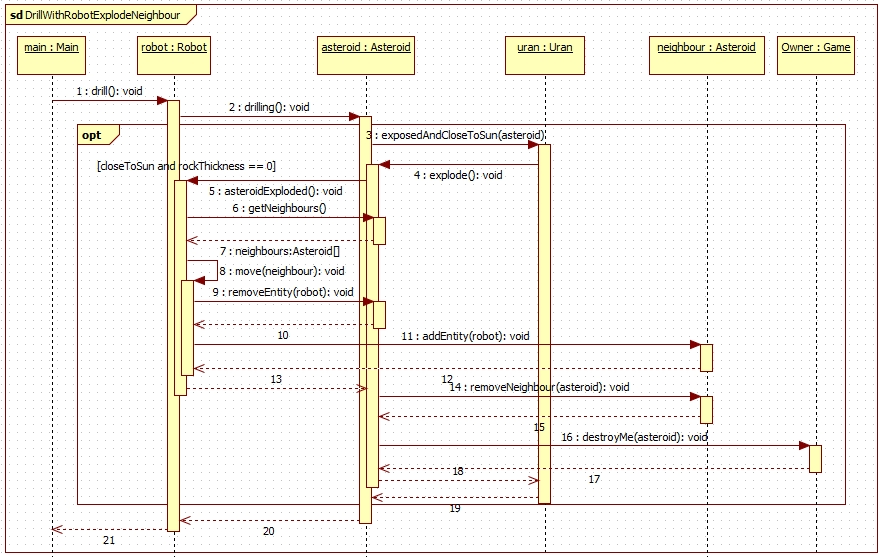 sd DrillWithRobotExplodeNeighbour
main : Main
robot : Robot
asteroid : Asteroid
uran : Uran
neighbour : Asteroid
Owner : Game
1 : drill(): void
2 : drilling(): void
opt
3 : exposedAndCloseToSun(asteroid)
[closeToSun and rockThickness == 0]
4 : explode(): void
5 : asteroidExploded(): void
6 : getNeighbours()
7 : neighbours:Asteroid[]
8 : move(neighbour): void
9 : removeEntity(robot): void
10
11 : addEntity(robot): void
12
13
14 : removeNeighbour(asteroid): void
15
16 : destroyMe(asteroid): void
17
18
19
20
21